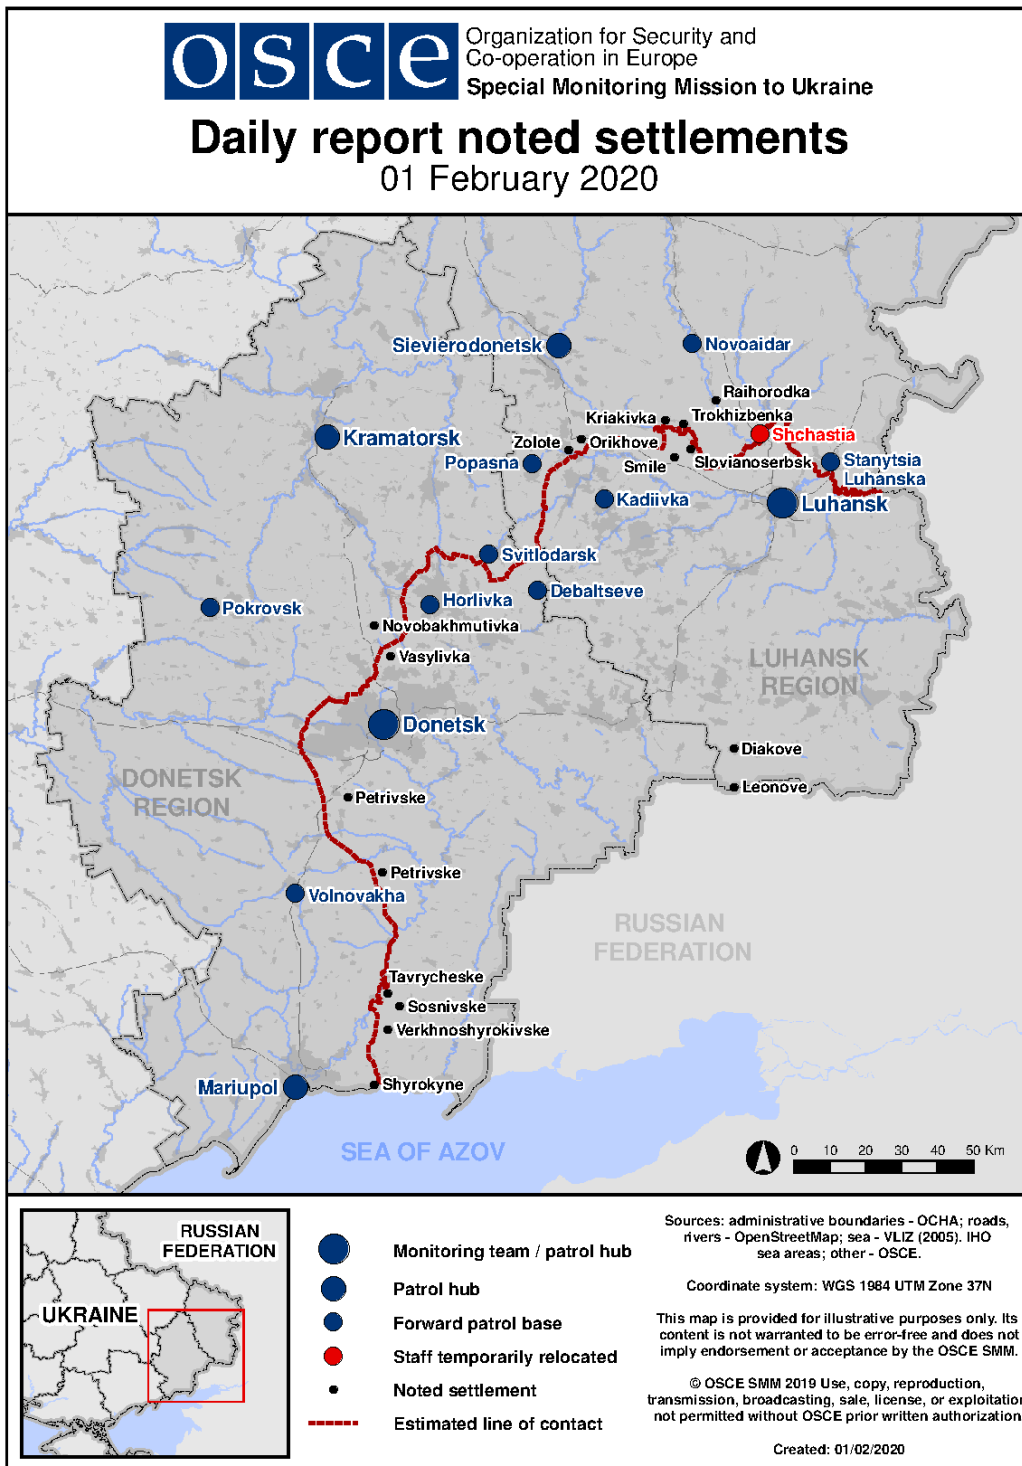 OSCE
Organization for Security and
Co-operation in Europe
Special Monitoring Mission to Ukraine
Daily report noted settlements
01 February 2020
Sievierodonetsk
Novoaidar
Raihorodka
Kriakivka
Trokhizbenka
Kramatorsk
Zolote
Orikhove
Shchastia
Popasna
Smile
Slovianoserbsk
Stanytsia
Luhanska
Kadiivka
Luhansk
Svitlodarsk
Debaltseve
Pokrovsk
Horlivka
Novobakhmutivka
Vasylivka
LUHANSK
REGION
Donetsk
Diakove
DONETSK
REGION
Petrivske
Leonove
Petrivske
Volnovakha
RUSSIAN
FEDERATION
Tavrycheske
Sosnivske
Verkhnoshyrokivske
Mariupol
Shyrokyne
SEA OF AZOV
0 10 20 30 40 50 Km
RUSSIAN
FEDERATION
UKRAINE
Monitoring team / patrol hub
Patrol hub
Forward patrol base
Staff temporarily relocated
Noted settlement
Estimated line of contact
Sources: administrative boundaries - OCHA; roads,
rivers - OpenStreetMap; sea - VLIZ (2005). IHO
sea areas; other - OSCE.
Coordinate system: WGS 1984 UTM Zone 37N
This map is provided for illustrative purposes only. Its
content is not warranted to be error-free and does not
imply endorsement or acceptance by the OSCE SMM.
© OSCE SMM 2019 Use, copy, reproduction,
transmission, broadcasting, sale, license, or exploitation
not permitted without OSCE prior written authorization
Created: 01/02/2020